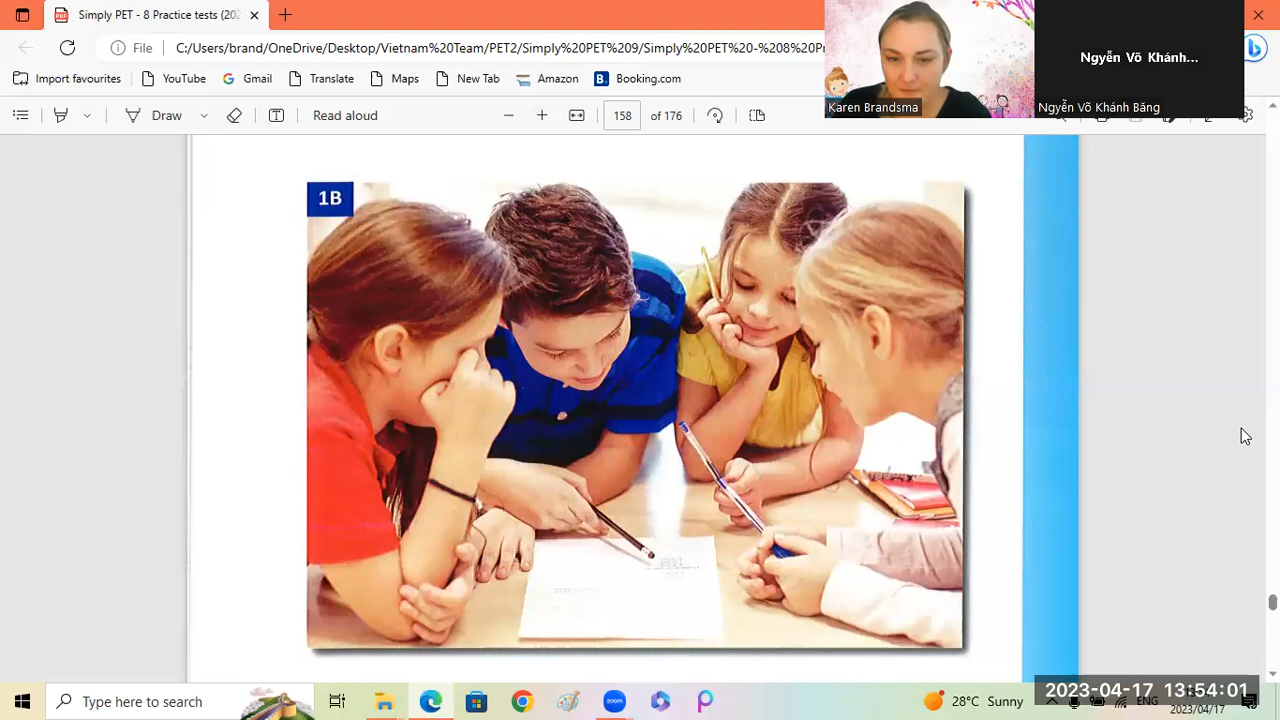 Simply PET - 8 Practice tests (202
File
C:/Users/brand/OneDrive/Desktop/Vietnam%20Team/PET2/Simply%20PET%209/Simply%20PET%20-%208%20Pr
Import favourites YouTube Gmail Translate Maps New Tab Amazon B. Booking.com
Draw Read aloud 158 of 176
Nguyễn Võ Khánh...
Karen Brandsma Nguyễn Võ Khánh Băng
1B
Type here to search
28°C Sunny ENG
2023-04-17 13:54:01
2023/04/17